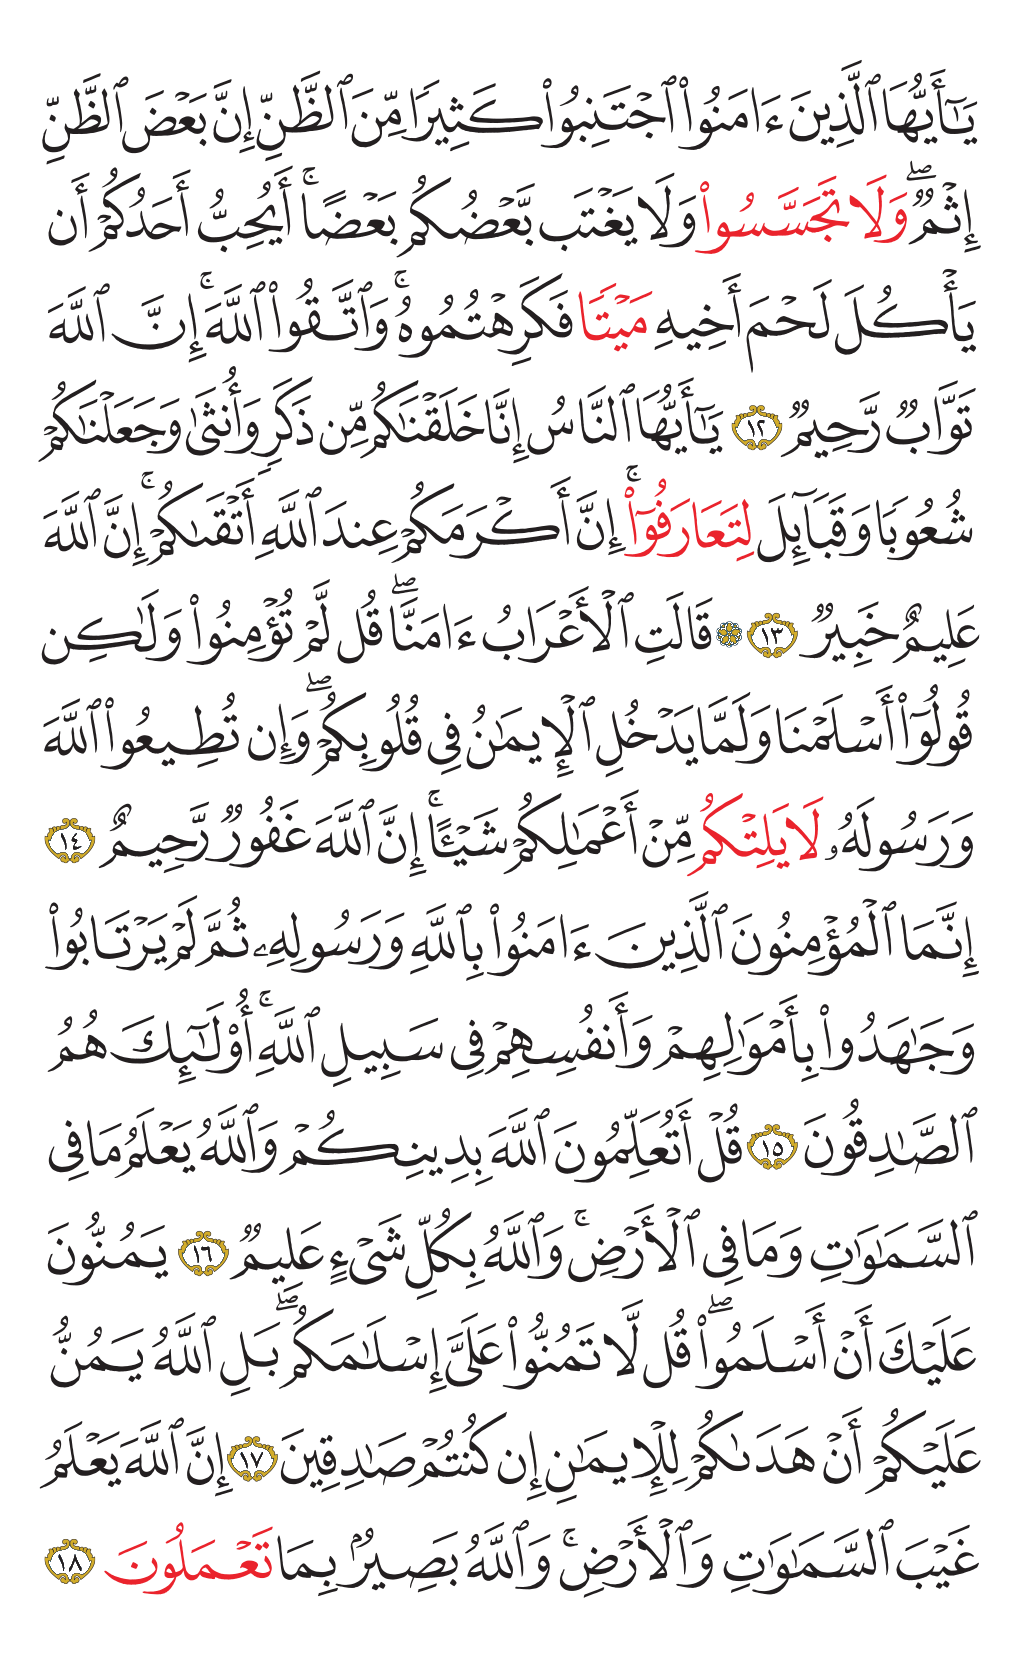 يَـٰٓأَيُّهَا ٱلَّذِينَ ءَامَنُوا۟ ٱجْتَنِبُوا۟ كَثِيرًا مِّنَ ٱلظَّنِّ إِنَّ بَعْضَ ٱلظَّنِّ
إِثْمٌ ۖ وَلَا تَجَسَّسُوا۟ وَلَا يَغْتَب بَّعْضُكُم بَعْضًا ۚ أَيُحِبُّ أَحَدُكُمْ أَن
يَأْكُلَ لَحْمَ أَخِيهِ مَيْتًا فَكَرِهْتُمُوهُ ۚ وَٱتَّقُوا۟ ٱللَّهَ ۚ إِنَّ ٱللَّهَ
تَوَّابٌ رَّحِيمٌ ١٢ يَـٰٓأَيُّهَا ٱلنَّاسُ إِنَّا خَلَقْنَـٰكُم مِّن ذَكَرٍ وَأُنثَىٰ وَجَعَلْنَـٰكُمْ
شُعُوبًا وَقَبَآئِلَ لِتَعَارَفُوٓا۟ ۚ إِنَّ أَكْرَمَكُمْ عِندَ ٱللَّهِ أَتْقَىٰكُمْ ۚ إِنَّ ٱللَّهَ
عَلِيمٌ خَبِيرٌ ١٣ ۞ قَالَتِ ٱلْأَعْرَابُ ءَامَنَّا ۖ قُل لَّمْ تُؤْمِنُوا۟ وَلَـٰكِن
قُولُوٓا۟ أَسْلَمْنَا وَلَمَّا يَدْخُلِ ٱلْإِيمَـٰنُ فِى قُلُوبِكُمْ ۖ وَإِن تُطِيعُوا۟ ٱللَّهَ
وَرَسُولَهُۥ لَا يَلِتْكُم مِّنْ أَعْمَـٰلِكُمْ شَيْـًٔا ۚ إِنَّ ٱللَّهَ غَفُورٌ رَّحِيمٌ ١٤
إِنَّمَا ٱلْمُؤْمِنُونَ ٱلَّذِينَ ءَامَنُوا۟ بِٱللَّهِ وَرَسُولِهِۦ ثُمَّ لَمْ يَرْتَابُوا۟
وَجَـٰهَدُوا۟ بِأَمْوَٰلِهِمْ وَأَنفُسِهِمْ فِى سَبِيلِ ٱللَّهِ ۚ أُو۟لَـٰٓئِكَ هُمُ
ٱلصَّـٰدِقُونَ ١٥ قُلْ أَتُعَلِّمُونَ ٱللَّهَ بِدِينِكُمْ وَٱللَّهُ يَعْلَمُ مَا فِى
ٱلسَّمَـٰوَٰتِ وَمَا فِى ٱلْأَرْضِ ۚ وَٱللَّهُ بِكُلِّ شَىْءٍ عَلِيمٌ ١٦ يَمُنُّونَ
عَلَيْكَ أَنْ أَسْلَمُوا۟ ۖ قُل لَّا تَمُنُّوا۟ عَلَىَّ إِسْلَـٰمَكُم ۖ بَلِ ٱللَّهُ يَمُنُّ
عَلَيْكُمْ أَنْ هَدَىٰكُمْ لِلْإِيمَـٰنِ إِن كُنتُمْ صَـٰدِقِينَ ١٧ إِنَّ ٱللَّهَ يَعْلَمُ
غَيْبَ ٱلسَّمَـٰوَٰتِ وَٱلْأَرْضِ ۚ وَٱللَّهُ بَصِيرٌۢ بِمَا تَعْمَلُونَ ١٨